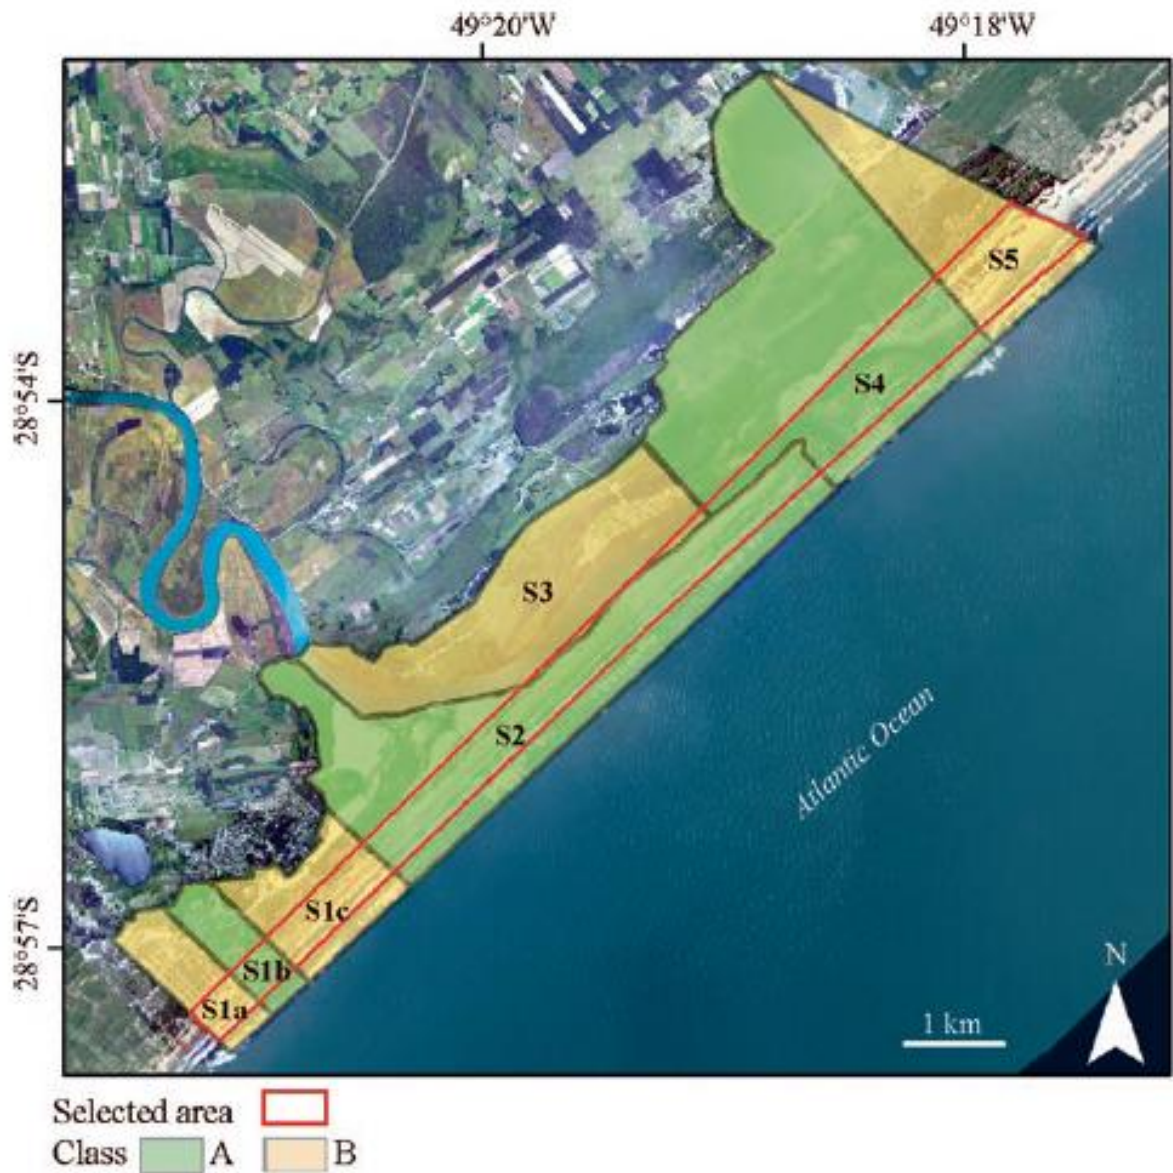 49°20'W
49°18'W
28°54'S
28°57'S
S5
S4
S3
S2
S1c
S1b
S1a
Atlantic Ocean
N
1 km
Selected area
Class A B